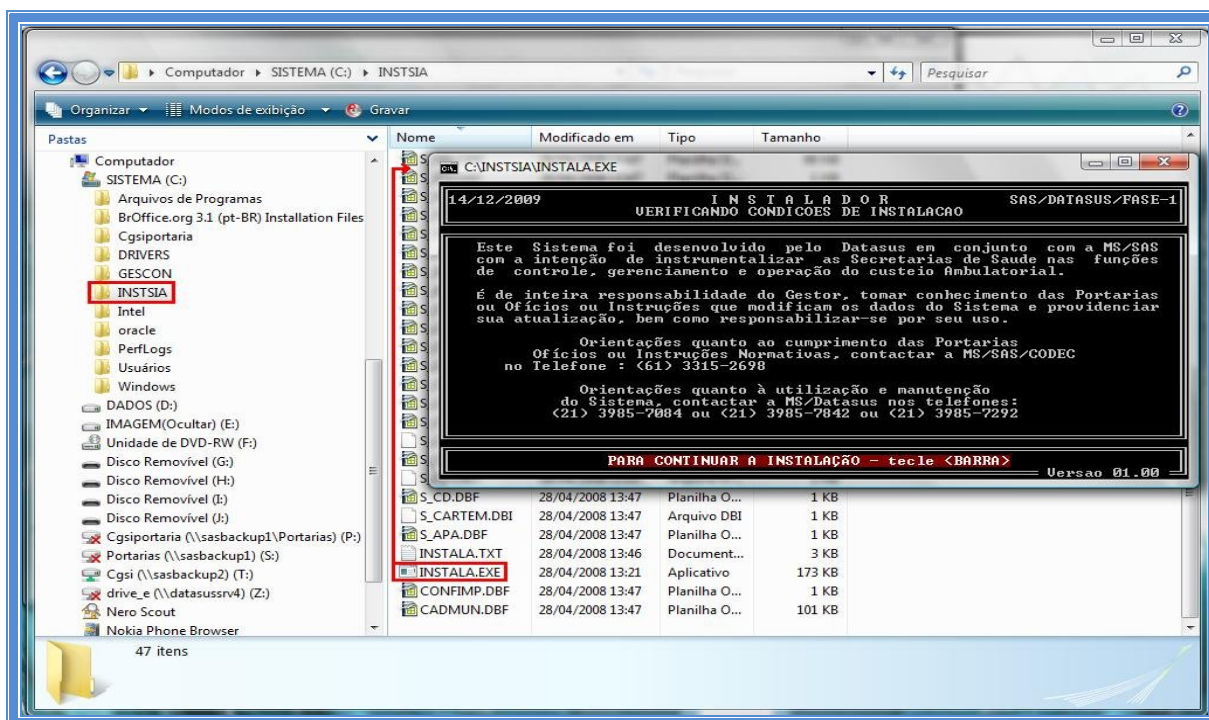 Computador ▸ SISTEMA (C:) ▸ INSTSIA
Pesquisar
Organizar Modos de exibição Gravar
Pastas
Computador
SISTEMA (C:)
Arquivos de Programas
BrOffice.org 3.1 (pt-BR) Installation Files
Cgsiportaria
DRIVERS
GESCON
INSTSIA
Intel
oracle
PerfLogs
Usuários
Windows
DADOS (D:)
IMAGEM(Ocultar) (E:)
Unidade de DVD-RW (F:)
Disco Removível (G:)
Disco Removível (H:)
Disco Removível (I:)
Disco Removível (J:)
Cgsiportaria (\\sasbackup1\Portarias) (P:)
Portarias (\\sasbackup1) (S:)
Cgsi (\\sasbackup2) (T:)
drive_e (\\datasussrv4) (Z:)
Nero Scout
Nokia Phone Browser
Nome Modificado em Tipo Tamanho
C:\INSTSIA\INSTALA.EXE
14/12/2009 I N S T A L A D O R SAS/DATASUS/FASE-1
VERIFICANDO CONDICOES DE INSTALACAO
Este Sistema foi desenvolvido pelo Datasus em conjunto com a MS/SAS
com a intenção de instrumentalizar as Secretarias de Saude nas funções
de controle, gerenciamento e operação do custeio Ambulatorial.
É de inteira responsabilidade do Gestor, tomar conhecimento das Portarias
ou Ofícios ou Instruções que modificam os dados do Sistema e providenciar
sua atualização, bem como responsabilizar-se por seu uso.
Orientações quanto ao cumprimento das Portarias
Ofícios ou Instruções Normativas, contactar a MS/SAS/CODEC
no Telefone : (61) 3315-2698
Orientações quanto à utilização e manutenção
do Sistema, contactar a MS/Datasus nos telefones:
(21) 3985-7084 ou (21) 3985-7842 ou (21) 3985-7292
PARA CONTINUAR A INSTALAÇÃO - tecle <BARRA>
Versao 01.00
S_CD.DBF 28/04/2008 13:47 Planilha O... 1 KB
S_CARTEM.DBI 28/04/2008 13:47 Arquivo DBI 1 KB
S_APA.DBF 28/04/2008 13:47 Planilha O... 1 KB
INSTALA.TXT 28/04/2008 13:46 Document... 3 KB
INSTALA.EXE 28/04/2008 13:21 Aplicativo 173 KB
CONFIMP.DBF 28/04/2008 13:47 Planilha O... 1 KB
CADMUN.DBF 28/04/2008 13:47 Planilha O... 101 KB
47 itens